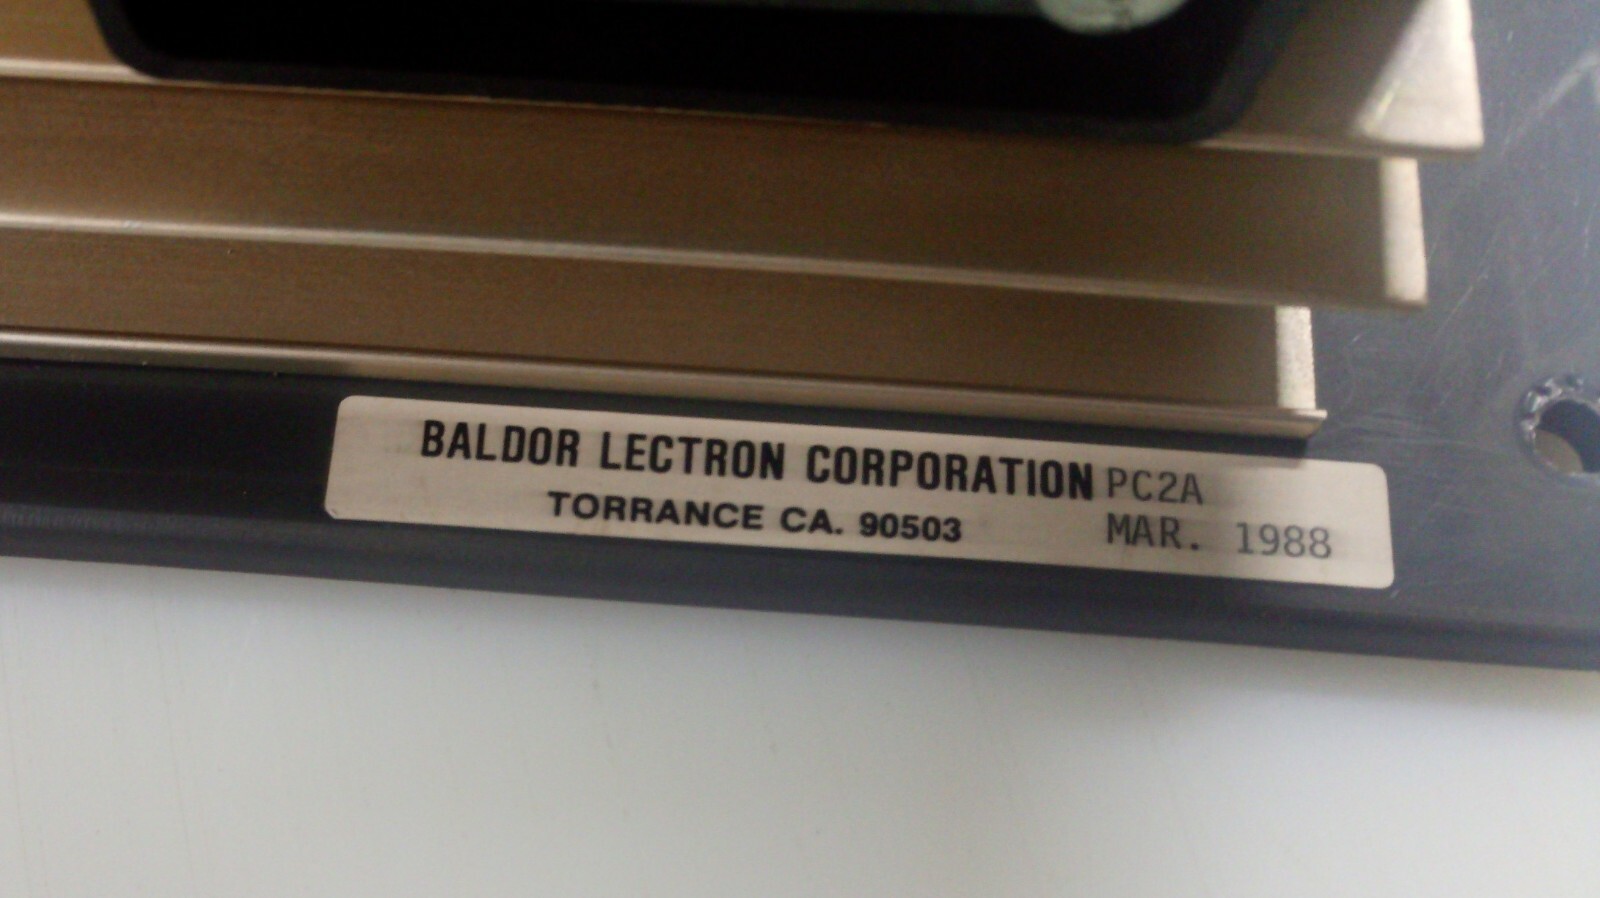 BALDOR LECTRON CORPORATION PC2A
TORRANCE CA. 90503 MAR. 1988